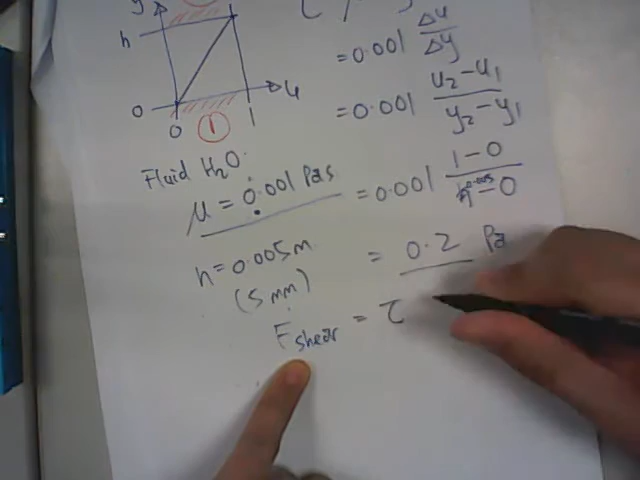 y
h
= 0.001 Δu/Δy
u
0
0 1 1
= 0.001 u₂ - u₁ / y₂ - y₁
Fluid H₂O
μ = 0.001 Pas
= 0.001 1 - 0 / 0.005 - 0
h = 0.005m
(5 mm)
= 0.2 Pa
F shear = τ